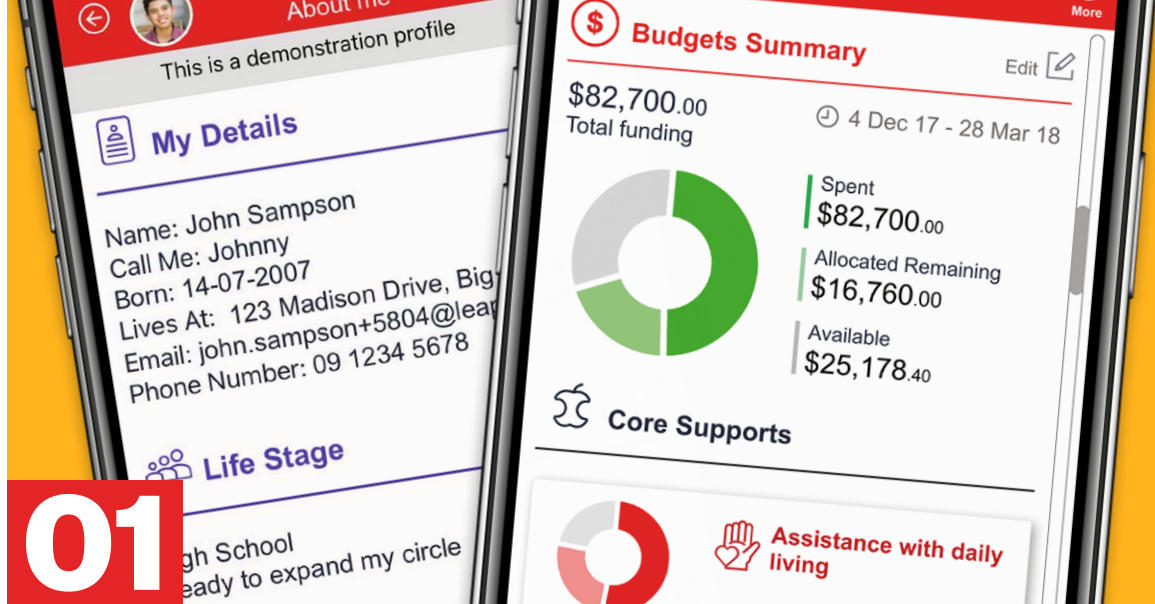 About me
This is a demonstration profile
My Details
Name: John Sampson
Call Me: Johnny
Born: 14-07-2007
Lives At: 123 Madison Drive, Big
Email: john.sampson+5804@leap
Phone Number: 09 1234 5678
Life Stage
gh School
eady to expand my circle
01
More
$ Budgets Summary
Edit
$82,700.00
Total funding
4 Dec 17 - 28 Mar 18
Spent
$82,700.00
Allocated Remaining
$16,760.00
Available
$25,178.40
Core Supports
Assistance with daily
living